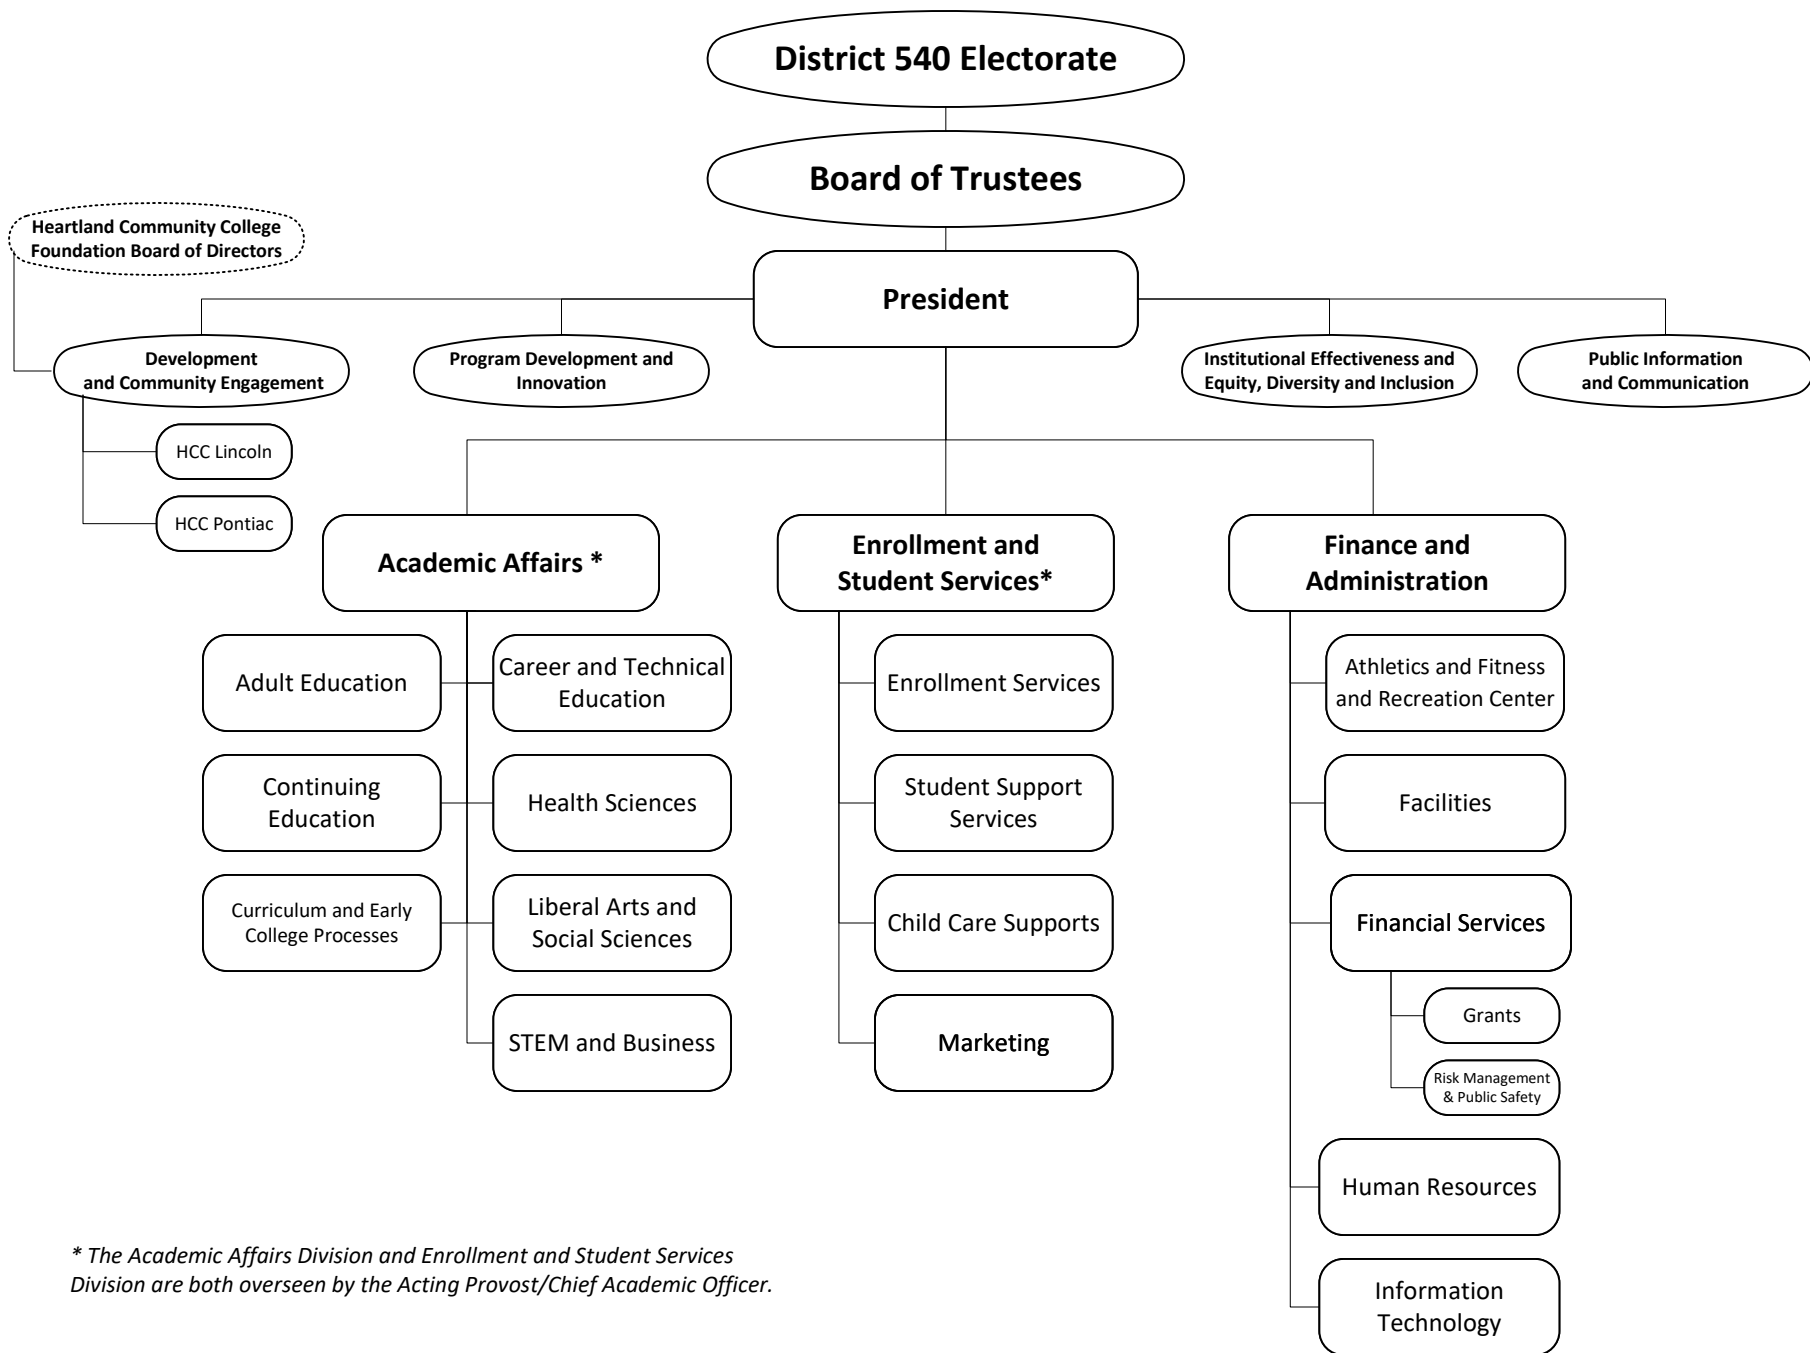 District 540 Electorate
Board of Trustees
Heartland Community College
Foundation Board of Directors
President
Development
and Community Engagement
Program Development and
Innovation
Institutional Effectiveness and
Equity, Diversity and Inclusion
Public Information
and Communication
HCC Lincoln
HCC Pontiac
Academic Affairs *
Enrollment and
Student Services*
Finance and
Administration
Adult Education
Career and Technical
Education
Continuing
Education
Health Sciences
Curriculum and Early
College Processes
Liberal Arts and
Social Sciences
STEM and Business
Enrollment Services
Student Support
Services
Child Care Supports
Marketing
Athletics and Fitness
and Recreation Center
Facilities
Financial Services
Grants
Risk Management
& Public Safety
Human Resources
Information
Technology
* The Academic Affairs Division and Enrollment and Student Services
Division are both overseen by the Acting Provost/Chief Academic Officer.